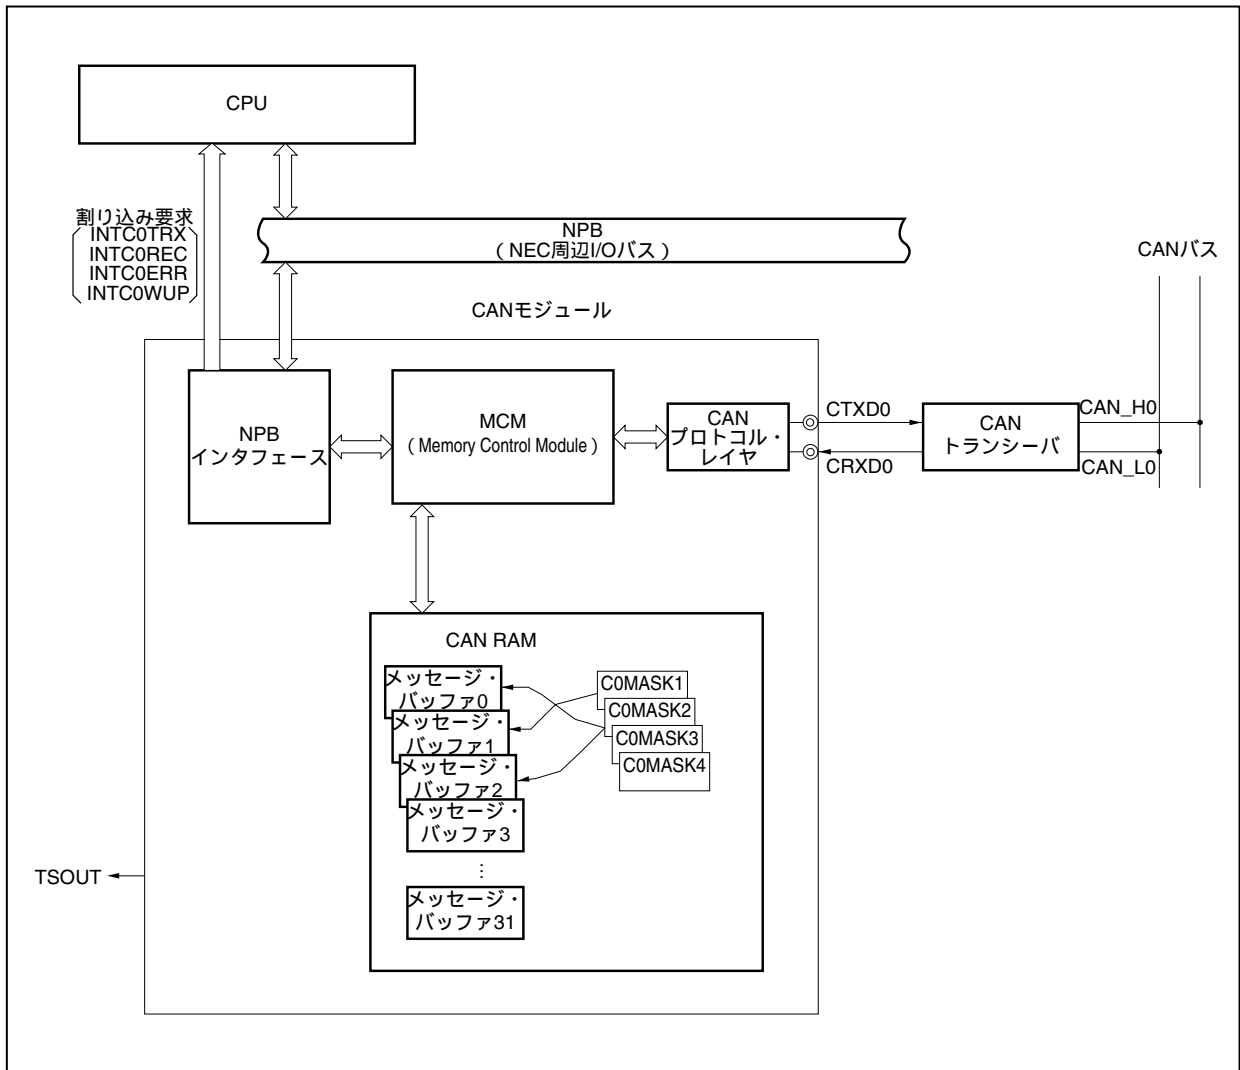 CPU
割り込み要求
INTC0TRX
INTC0REC
INTC0ERR
INTC0WUP
NPB
(NEC周辺I/Oバス)
CANバス
CANモジュール
NPB
インタフェース
MCM
(Memory Control Module)
CAN
プロトコル・
レイヤ
CTXD0
CRXD0
CAN
トランシーバ
CAN_H0
CAN_L0
CAN RAM
メッセージ・
バッファ0
メッセージ・
バッファ1
メッセージ・
バッファ2
メッセージ・
バッファ3
⋮
メッセージ・
バッファ31
C0MASK1
C0MASK2
C0MASK3
C0MASK4
TSOUT